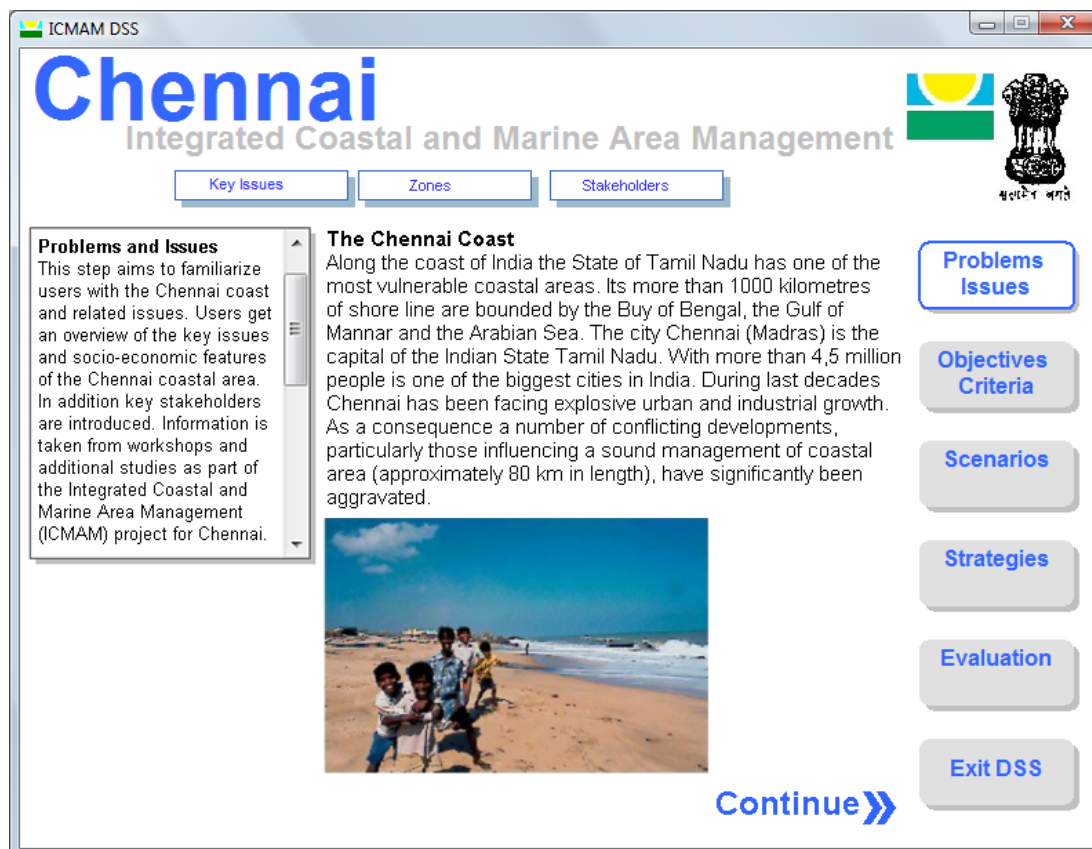 ICMAM DSS
Chennai
Integrated Coastal and Marine Area Management
सत्यमेव जयते
Key Issues
Zones
Stakeholders
Problems and Issues
This step aims to familiarize
users with the Chennai coast
and related issues. Users get
an overview of the key issues
and socio-economic features
of the Chennai coastal area.
In addition key stakeholders
are introduced. Information is
taken from workshops and
additional studies as part of
the Integrated Coastal and
Marine Area Management
(ICMAM) project for Chennai.
The Chennai Coast
Along the coast of India the State of Tamil Nadu has one of the
most vulnerable coastal areas. Its more than 1000 kilometres
of shore line are bounded by the Buy of Bengal, the Gulf of
Mannar and the Arabian Sea. The city Chennai (Madras) is the
capital of the Indian State Tamil Nadu. With more than 4,5 million
people is one of the biggest cities in India. During last decades
Chennai has been facing explosive urban and industrial growth.
As a consequence a number of conflicting developments,
particularly those influencing a sound management of coastal
area (approximately 80 km in length), have significantly been
aggravated.
Continue
Problems
Issues
Objectives
Criteria
Scenarios
Strategies
Evaluation
Exit DSS